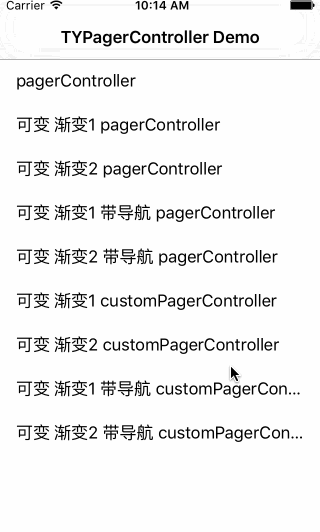 Carrier 10:14 AM
TYPagerController Demo
pagerController
可变 渐变1 pagerController
可变 渐变2 pagerController
可变 渐变1 带导航 pagerController
可变 渐变2 带导航 pagerController
可变 渐变1 customPagerController
可变 渐变2 customPagerController
可变 渐变1 带导航 customPagerCon...
可变 渐变2 带导航 customPagerCon...